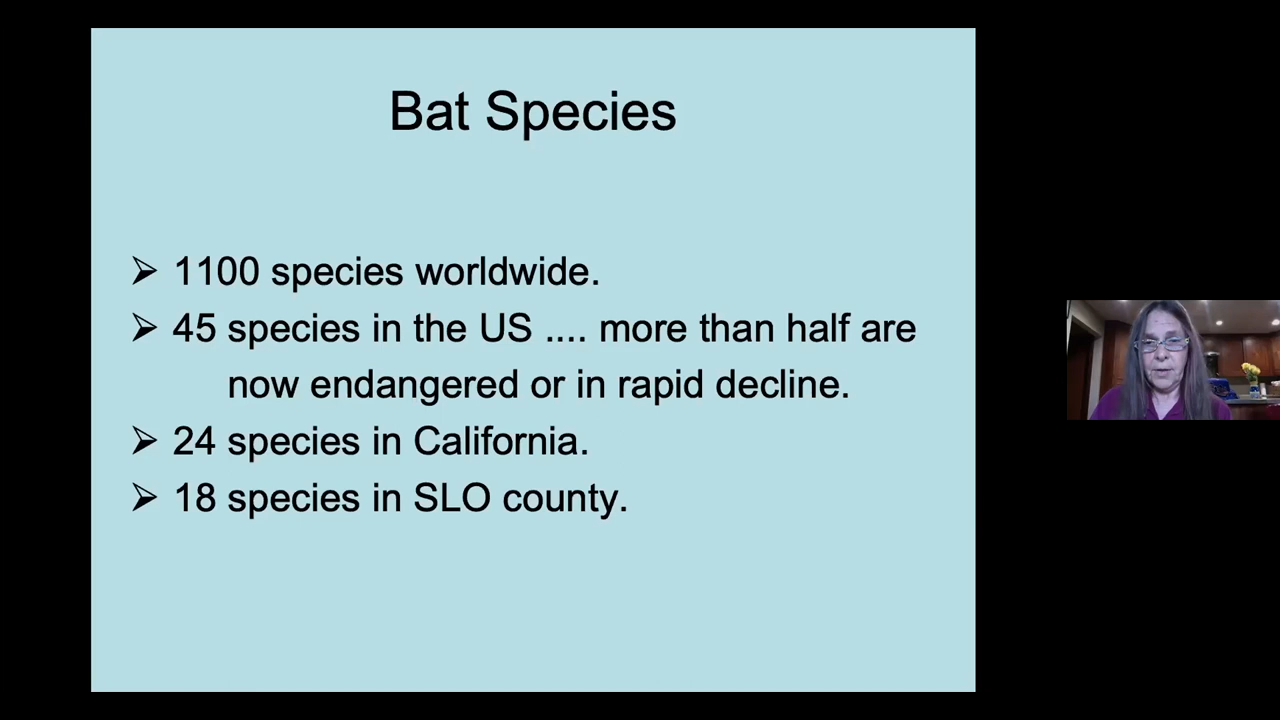 Bat Species
➢ 1100 species worldwide.
➢ 45 species in the US .... more than half are
now endangered or in rapid decline.
➢ 24 species in California.
➢ 18 species in SLO county.